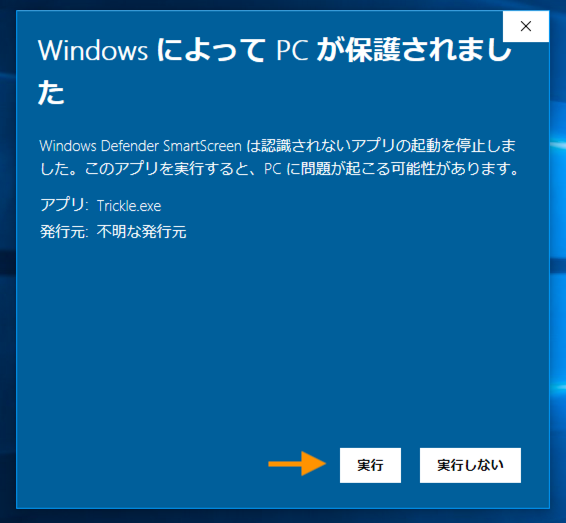 Windows によって PC が保護されまし
た
Windows Defender SmartScreen は認識されないアプリの起動を停止しま
した。このアプリを実行すると、PC に問題が起こる可能性があります。
アプリ: Trickle.exe
発行元: 不明な発行元
実行 実行しない